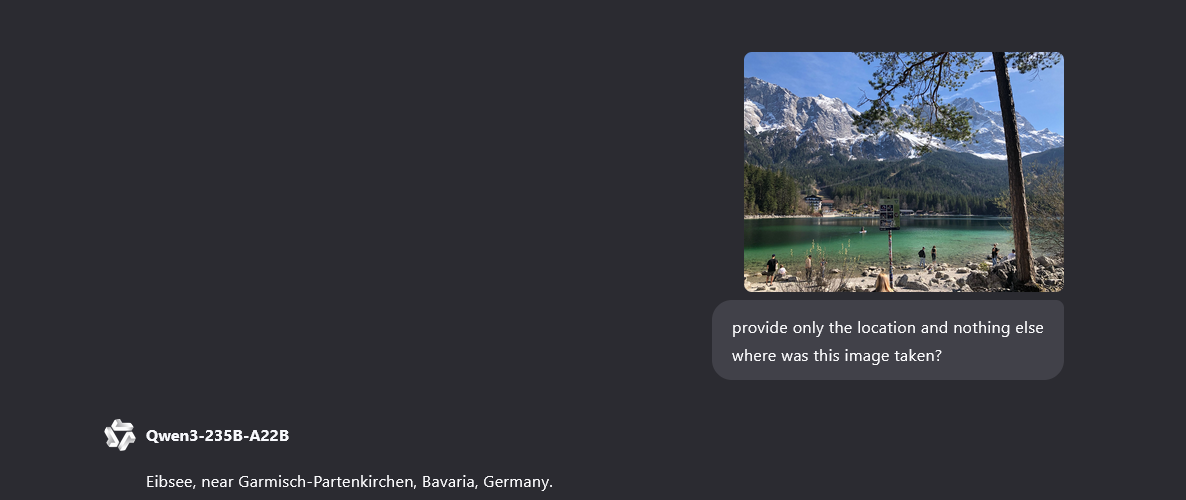 provide only the location and nothing else
where was this image taken?
Qwen3-235B-A22B
Eibsee, near Garmisch-Partenkirchen, Bavaria, Germany.